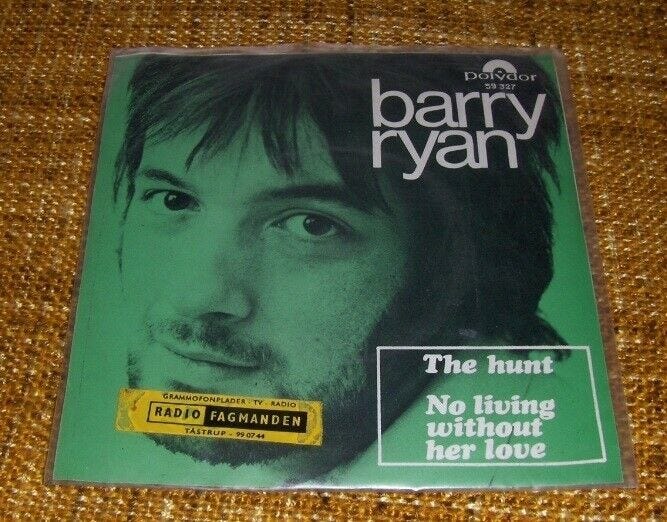 polydor
59 327
barry
ryan
The hunt
No living
without
her love
GRAMMOFONPLADER - TV - RADIO
RADIO FAGMANDEN
TÅSTRUP - 99 07 44